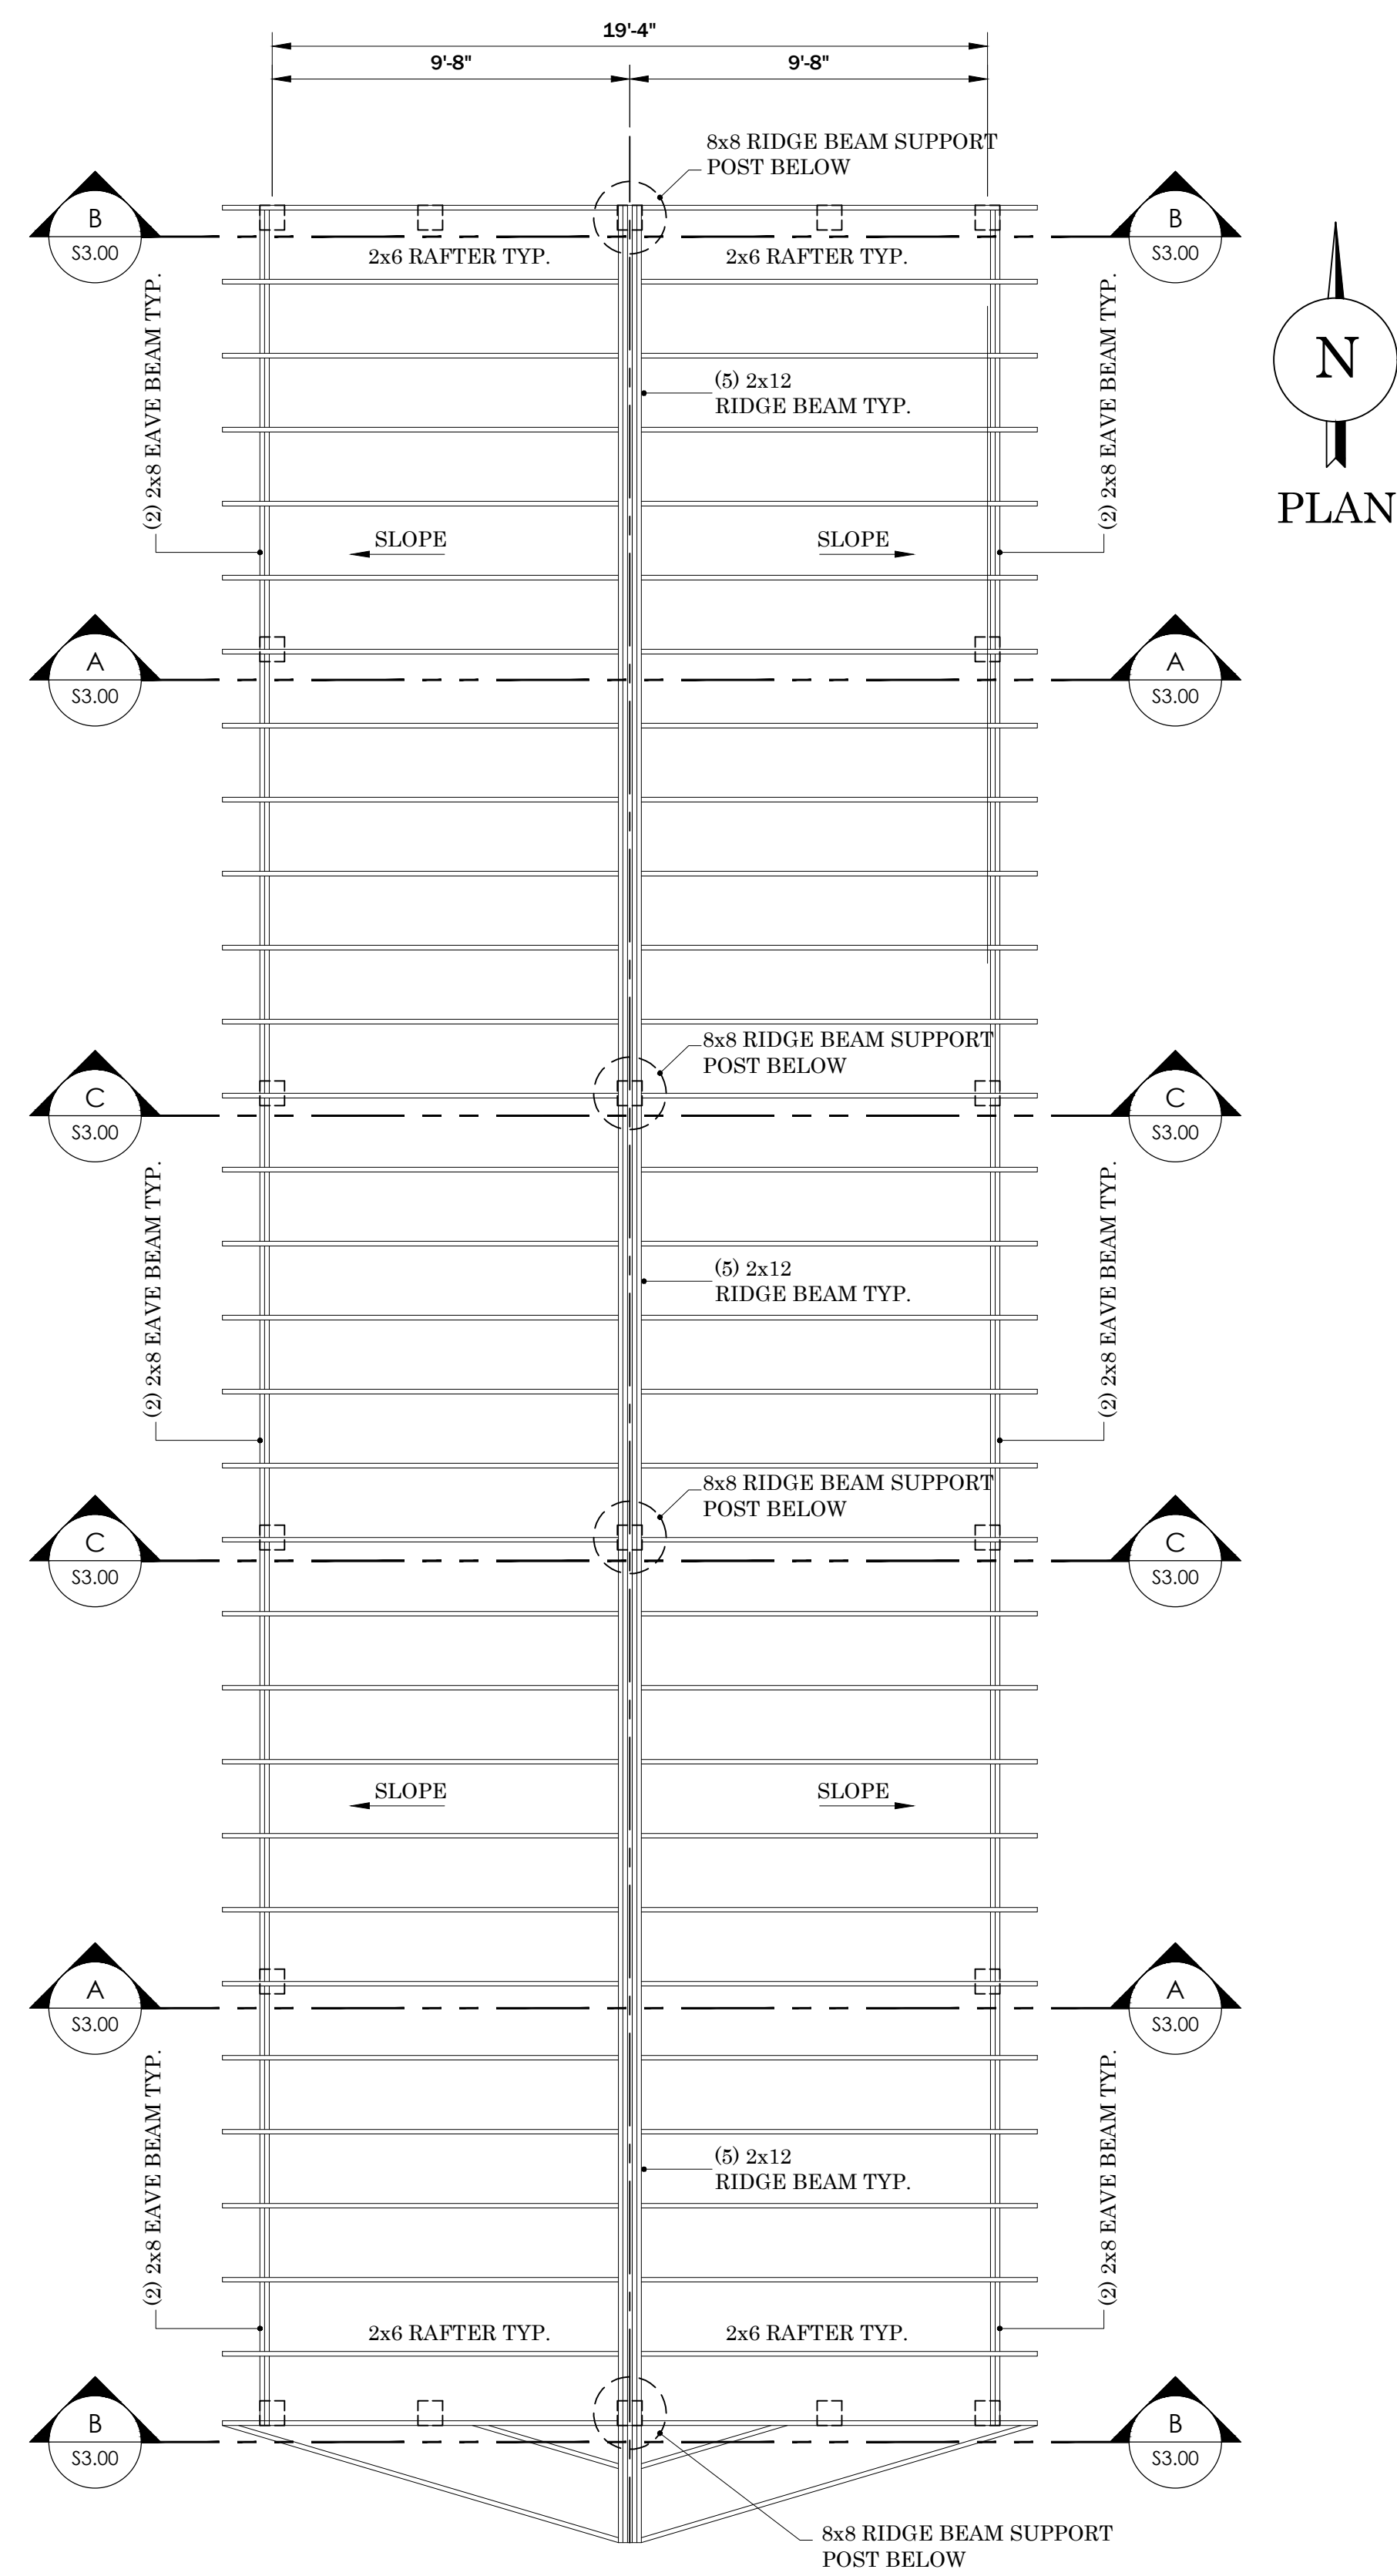 19'-4"
9'-8"
9'-8"
8x8 RIDGE BEAM SUPPORT
POST BELOW
B
S3.00
B
S3.00
2x6 RAFTER TYP.
2x6 RAFTER TYP.
(2) 2x8 EAVE BEAM TYP.
(2) 2x8 EAVE BEAM TYP.
N
PLAN
(5) 2x12
RIDGE BEAM TYP.
SLOPE
SLOPE
A
S3.00
A
S3.00
8x8 RIDGE BEAM SUPPORT
POST BELOW
C
S3.00
C
S3.00
(2) 2x8 EAVE BEAM TYP.
(2) 2x8 EAVE BEAM TYP.
(5) 2x12
RIDGE BEAM TYP.
8x8 RIDGE BEAM SUPPORT
POST BELOW
C
S3.00
C
S3.00
SLOPE
SLOPE
A
S3.00
A
S3.00
(2) 2x8 EAVE BEAM TYP.
(2) 2x8 EAVE BEAM TYP.
(5) 2x12
RIDGE BEAM TYP.
2x6 RAFTER TYP.
2x6 RAFTER TYP.
B
S3.00
B
S3.00
8x8 RIDGE BEAM SUPPORT
POST BELOW